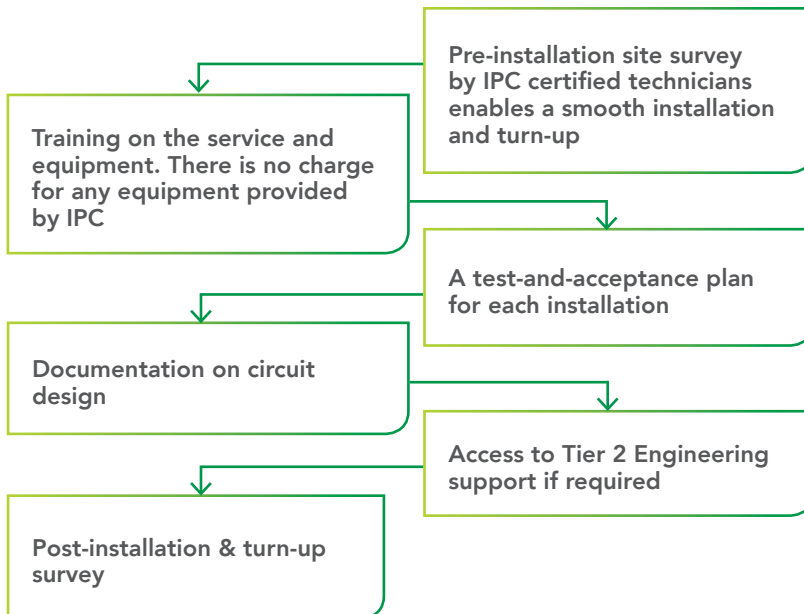 Pre-installation site survey
by IPC certified technicians
enables a smooth installation
and turn-up
Training on the service and
equipment. There is no charge
for any equipment provided
by IPC
A test-and-acceptance plan
for each installation
Documentation on circuit
design
Access to Tier 2 Engineering
support if required
Post-installation & turn-up
survey